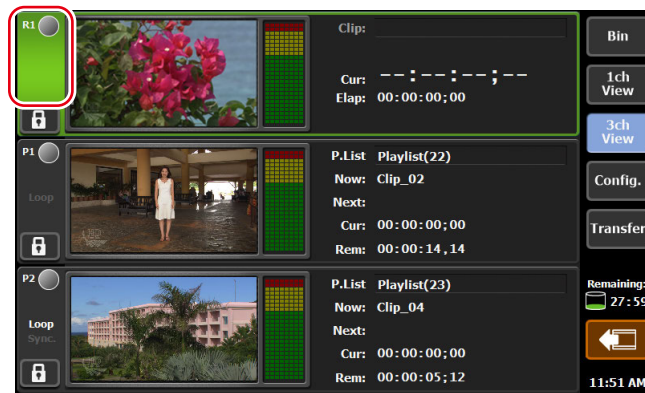 R1
Clip:
Cur: --:--:--;--
Elap: 00:00:00;00
P1
Loop
P.List Playlist(22)
Now: Clip_02
Next:
Cur: 00:00:00;00
Rem: 00:00:14,14
P2
Loop
Sync.
P.List Playlist(23)
Now: Clip_04
Next:
Cur: 00:00:00;00
Rem: 00:00:05;12
Bin
1ch
View
3ch
View
Config.
Transfer
Remaining:
27:59
11:51 AM